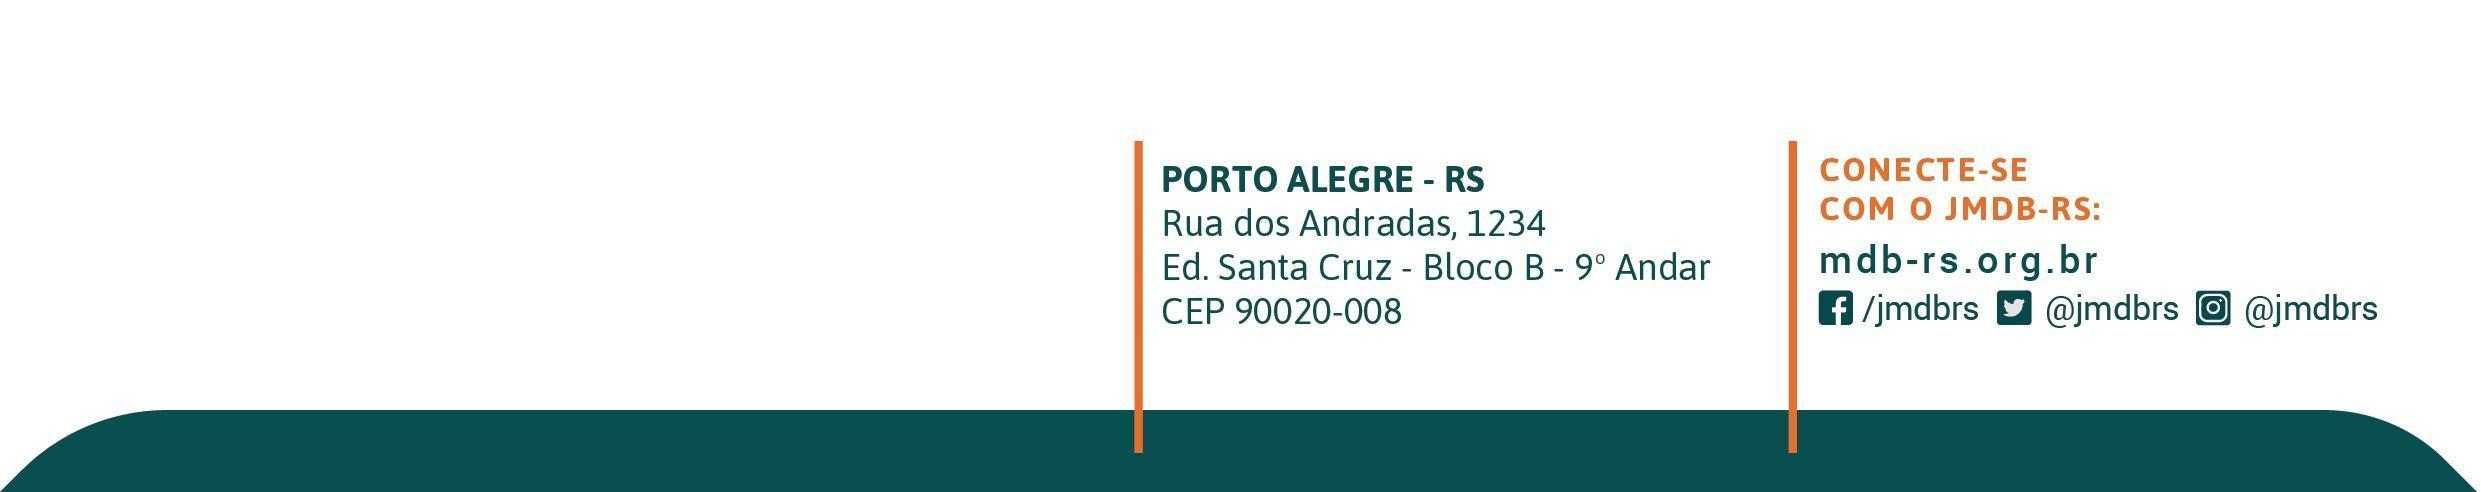 PORTO ALEGRE - RS
Rua dos Andradas, 1234
Ed. Santa Cruz - Bloco B - 9º Andar
CEP 90020-008
CONECTE-SE
COM O JMDB-RS:
mdb-rs.org.br
/jmdbrs @jmdbrs @jmdbrs